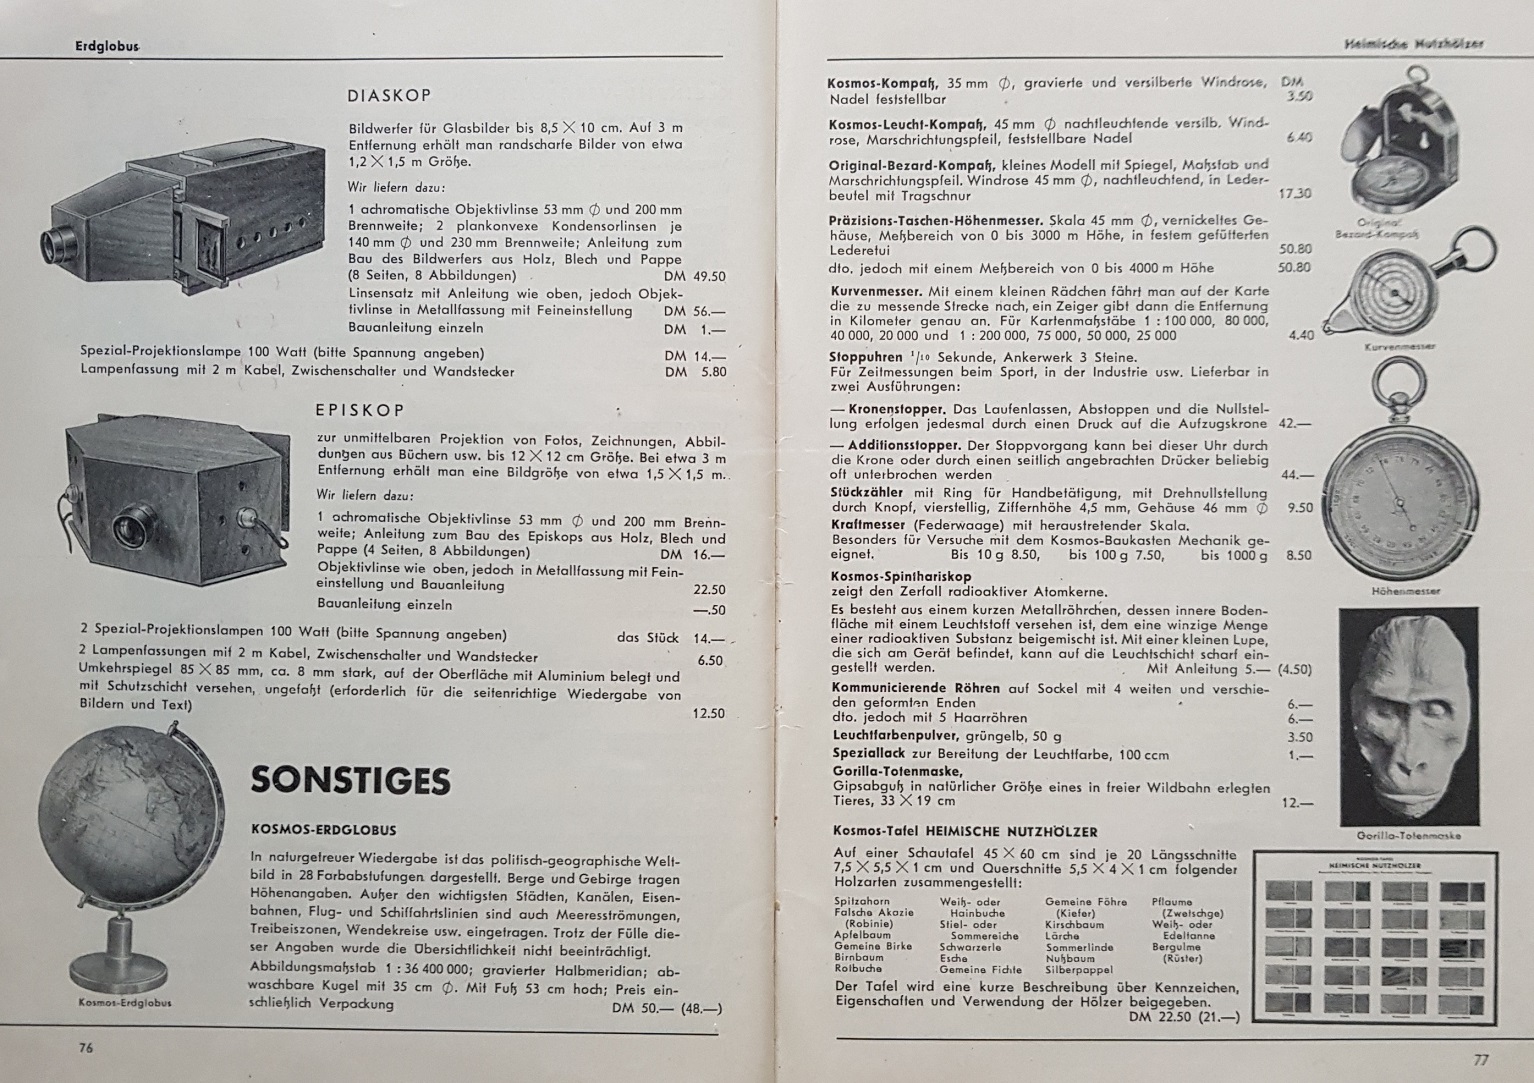 Erdglobus
DIASKOP
Bildwerfer für Glasbilder bis 8,5 × 10 cm. Auf 3 m
Entfernung erhält man randscharfe Bilder von etwa
1,2 × 1,5 m Größe.
Wir liefern dazu:
1 achromatische Objektivlinse 53 mm ∅ und 200 mm
Brennweite; 2 plankonvexe Kondensorlinsen je
140 mm ∅ und 230 mm Brennweite; Anleitung zum
Bau des Bildwerfers aus Holz, Blech und Pappe
(8 Seiten, 8 Abbildungen) DM 49.50
Linsensatz mit Anleitung wie oben, jedoch Objek-
tivlinse in Metallfassung mit Feineinstellung DM 56.—
Bauanleitung einzeln DM 1.—
Spezial-Projektionslampe 100 Watt (bitte Spannung angeben) DM 14.—
Lampenfassung mit 2 m Kabel, Zwischenschalter und Wandstecker DM 5.80
EPISKOP
zur unmittelbaren Projektion von Fotos, Zeichnungen, Abbil-
dungen aus Büchern usw. bis 12 × 12 cm Größe. Bei etwa 3 m
Entfernung erhält man eine Bildgröße von etwa 1,5 × 1,5 m.
Wir liefern dazu:
1 achromatische Objektivlinse 53 mm ∅ und 200 mm Brenn-
weite; Anleitung zum Bau des Episkops aus Holz, Blech und
Pappe (4 Seiten, 8 Abbildungen) DM 16.—
Objektivlinse wie oben, jedoch in Metallfassung mit Fein-
einstellung und Bauanleitung 22.50
Bauanleitung einzeln —.50
2 Spezial-Projektionslampen 100 Watt (bitte Spannung angeben) das Stück 14.—
2 Lampenfassungen mit 2 m Kabel, Zwischenschalter und Wandstecker 6.50
Umkehrspiegel 85 × 85 mm, ca. 8 mm stark, auf der Oberfläche mit Aluminium belegt und
mit Schutzschicht versehen, ungefaßt (erforderlich für die seitenrichtige Wiedergabe von
Bildern und Text) 12.50
SONSTIGES
KOSMOS-ERDGLOBUS
In naturgetreuer Wiedergabe ist das politisch-geographische Welt-
bild in 28 Farbabstufungen dargestellt. Berge und Gebirge tragen
Höhenangaben. Außer den wichtigsten Städten, Kanälen, Eisen-
bahnen, Flug- und Schiffahrtslinien sind auch Meeresströmungen,
Treibeiszonen, Wendekreise usw. eingetragen. Trotz der Fülle die-
ser Angaben wurde die Übersichtlichkeit nicht beeinträchtigt.
Abbildungsmaßstab 1 : 36 400 000; gravierter Halbmeridian; ab-
waschbare Kugel mit 35 cm ∅. Mit Fuß 53 cm hoch; Preis ein-
schließlich Verpackung DM 50.— (48.—)
Kosmos-Erdglobus
76
Heimische Nutzhölzer
Kosmos-Kompaß, 35 mm ∅, gravierte und versilberte Windrose, DM
Nadel feststellbar 3.50
Kosmos-Leucht-Kompaß, 45 mm ∅ nachtleuchtende versilb. Wind-
rose, Marschrichtungspfeil, feststellbare Nadel 6.40
Original-Bezard-Kompaß, kleines Modell mit Spiegel, Maßstab und
Marschrichtungspfeil. Windrose 45 mm ∅, nachtleuchtend, in Leder-
beutel mit Tragschnur 17.30
Präzisions-Taschen-Höhenmesser. Skala 45 mm ∅, vernickeltes Ge-
häuse, Meßbereich von 0 bis 3000 m Höhe, in festem gefütterten
Lederetui 50.80
dto. jedoch mit einem Meßbereich von 0 bis 4000 m Höhe 50.80
Kurvenmesser. Mit einem kleinen Rädchen fährt man auf der Karte
die zu messende Strecke nach, ein Zeiger gibt dann die Entfernung
in Kilometer genau an. Für Kartenmaßstäbe 1 : 100 000, 80 000,
40 000, 20 000 und 1 : 200 000, 75 000, 50 000, 25 000 4.40
Stoppuhren 1/10 Sekunde, Ankerwerk 3 Steine.
Für Zeitmessungen beim Sport, in der Industrie usw. Lieferbar in
zwei Ausführungen:
— Kronenstopper. Das Laufenlassen, Abstoppen und die Nullstel-
lung erfolgen jedesmal durch einen Druck auf die Aufzugskrone 42.—
— Additionsstopper. Der Stoppvorgang kann bei dieser Uhr durch
die Krone oder durch einen seitlich angebrachten Drücker beliebig
oft unterbrochen werden 44.—
Stückzähler mit Ring für Handbetätigung, mit Drehnullstellung
durch Knopf, vierstellig, Ziffernhöhe 4,5 mm, Gehäuse 46 mm ∅ 9.50
Kraftmesser (Federwaage) mit heraustretender Skala.
Besonders für Versuche mit dem Kosmos-Baukasten Mechanik ge-
eignet. Bis 10 g 8.50, bis 100 g 7.50, bis 1000 g 8.50
Kosmos-Spinthariskop
zeigt den Zerfall radioaktiver Atomkerne.
Es besteht aus einem kurzen Metallröhrchen, dessen innere Boden-
fläche mit einem Leuchtstoff versehen ist, dem eine winzige Menge
einer radioaktiven Substanz beigemischt ist. Mit einer kleinen Lupe,
die sich am Gerät befindet, kann auf die Leuchtschicht scharf ein-
gestellt werden. Mit Anleitung 5.— (4.50)
Kommunicierende Röhren auf Sockel mit 4 weiten und verschie-
den geformten Enden 6.—
dto. jedoch mit 5 Haarröhren 6.—
Leuchtfarbenpulver, grüngelb, 50 g 3.50
Speziallack zur Bereitung der Leuchtfarbe, 100 ccm 1.—
Gorilla-Totenmaske,
Gipsabguß in natürlicher Größe eines in freier Wildbahn erlegten
Tieres, 33 × 19 cm 12.—
Kosmos-Tafel HEIMISCHE NUTZHÖLZER
Auf einer Schautafel 45 × 60 cm sind je 20 Längsschnitte
7,5 × 5,5 × 1 cm und Querschnitte 5,5 × 4 × 1 cm folgender
Holzarten zusammengestellt:
Spitzahorn
Falsche Akazie
(Robinie)
Apfelbaum
Gemeine Birke
Birnbaum
Rotbuche
Weiß- oder
Hainbuche
Stiel- oder
Sommereiche
Schwarzerle
Esche
Gemeine Fichte
Gemeine Föhre
(Kiefer)
Kirschbaum
Lärche
Sommerlinde
Nußbaum
Silberpappel
Pflaume
(Zwetschge)
Weiß- oder
Edeltanne
Bergulme
(Rüster)
Der Tafel wird eine kurze Beschreibung über Kennzeichen,
Eigenschaften und Verwendung der Hölzer beigegeben.
DM 22.50 (21.—)
Original
Bezard-Kompaß
Kurvenmesser
Höhenmesser
Gorilla-Totenmaske
HEIMISCHE NUTZHÖLZER
77